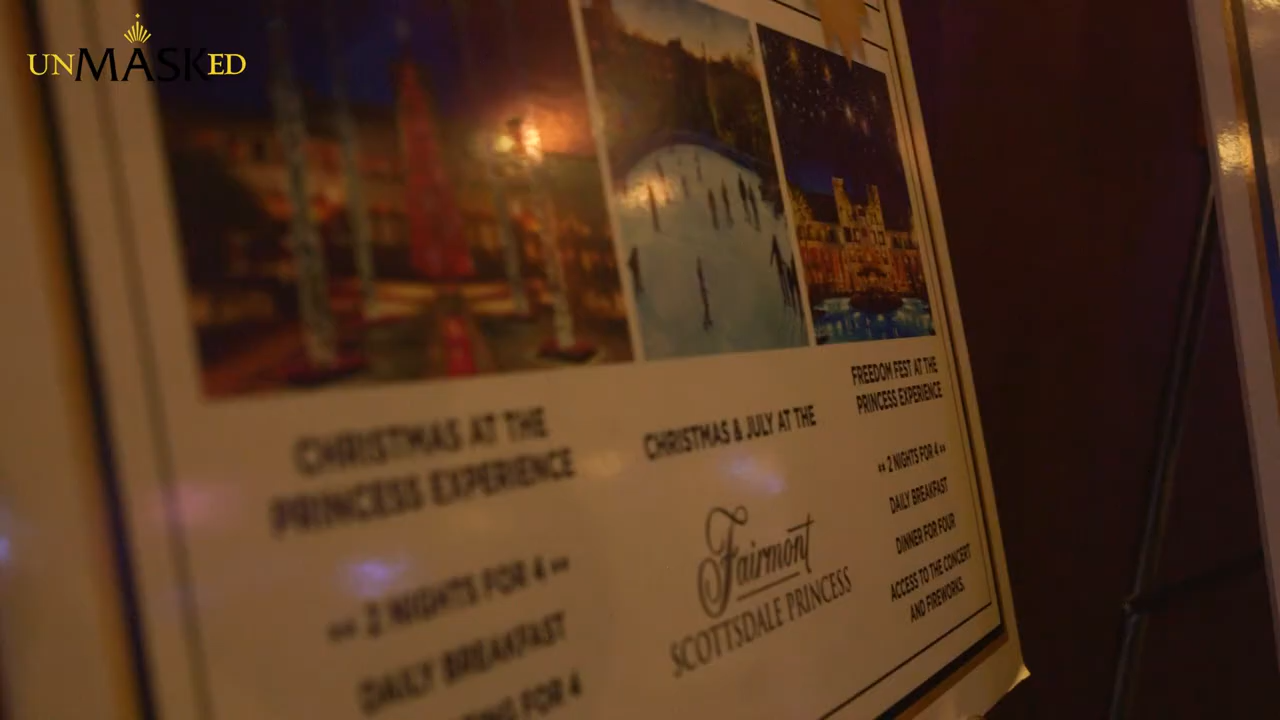 UNMASKED
CHRISTMAS AT THE
PRINCESS EXPERIENCE
** 2 NIGHTS FOR 4 **
DAILY BREAKFAST
FOR 4
CHRISTMAS & JULY AT THE
Fairmont
SCOTTSDALE PRINCESS
FREEDOM FEST AT THE
PRINCESS EXPERIENCE
** 2 NIGHTS FOR 4 **
DAILY BREAKFAST
DINNER FOR FOUR
ACCESS TO THE CONCERT
AND FIREWORKS.